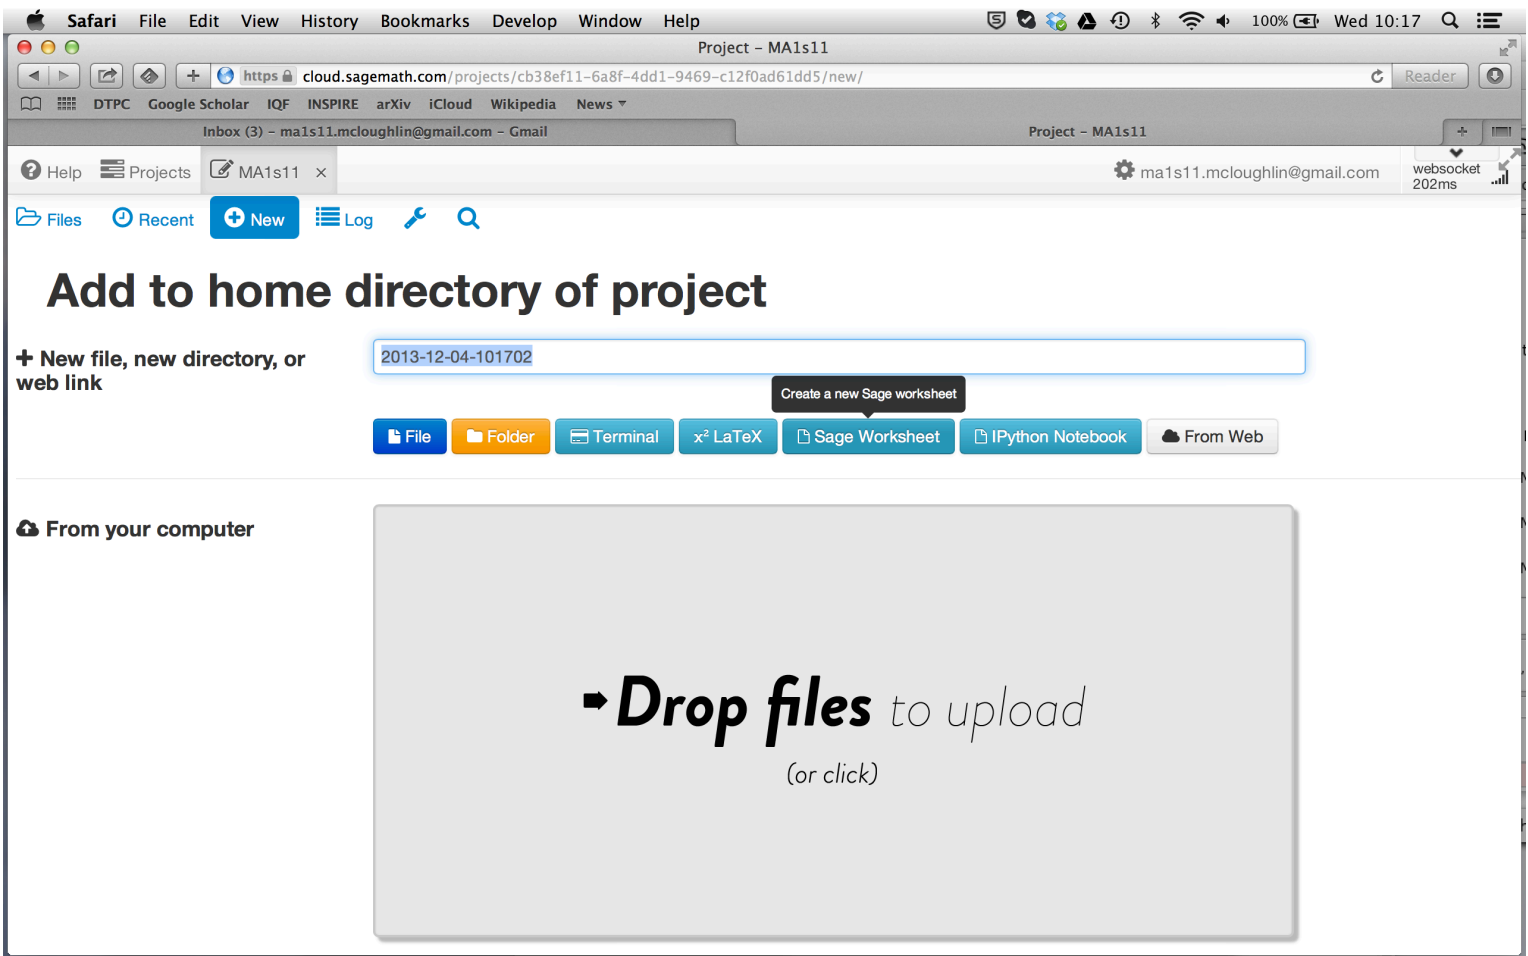 Safari File Edit View History Bookmarks Develop Window Help 100% Wed 10:17
Project – MA1s11
https cloud.sagemath.com/projects/cb38ef11-6a8f-4dd1-9469-c12f0ad61dd5/new/ Reader
DTPC Google Scholar IQF INSPIRE arXiv iCloud Wikipedia News
Inbox (3) – ma1s11.mcloughlin@gmail.com – Gmail Project – MA1s11
Help Projects MA1s11 × ma1s11.mcloughlin@gmail.com websocket
202ms
Files Recent New Log
Add to home directory of project
New file, new directory, or
web link
2013-12-04-101702
Create a new Sage worksheet
File Folder Terminal x² LaTeX Sage Worksheet IPython Notebook From Web
From your computer
Drop files to upload
(or click)